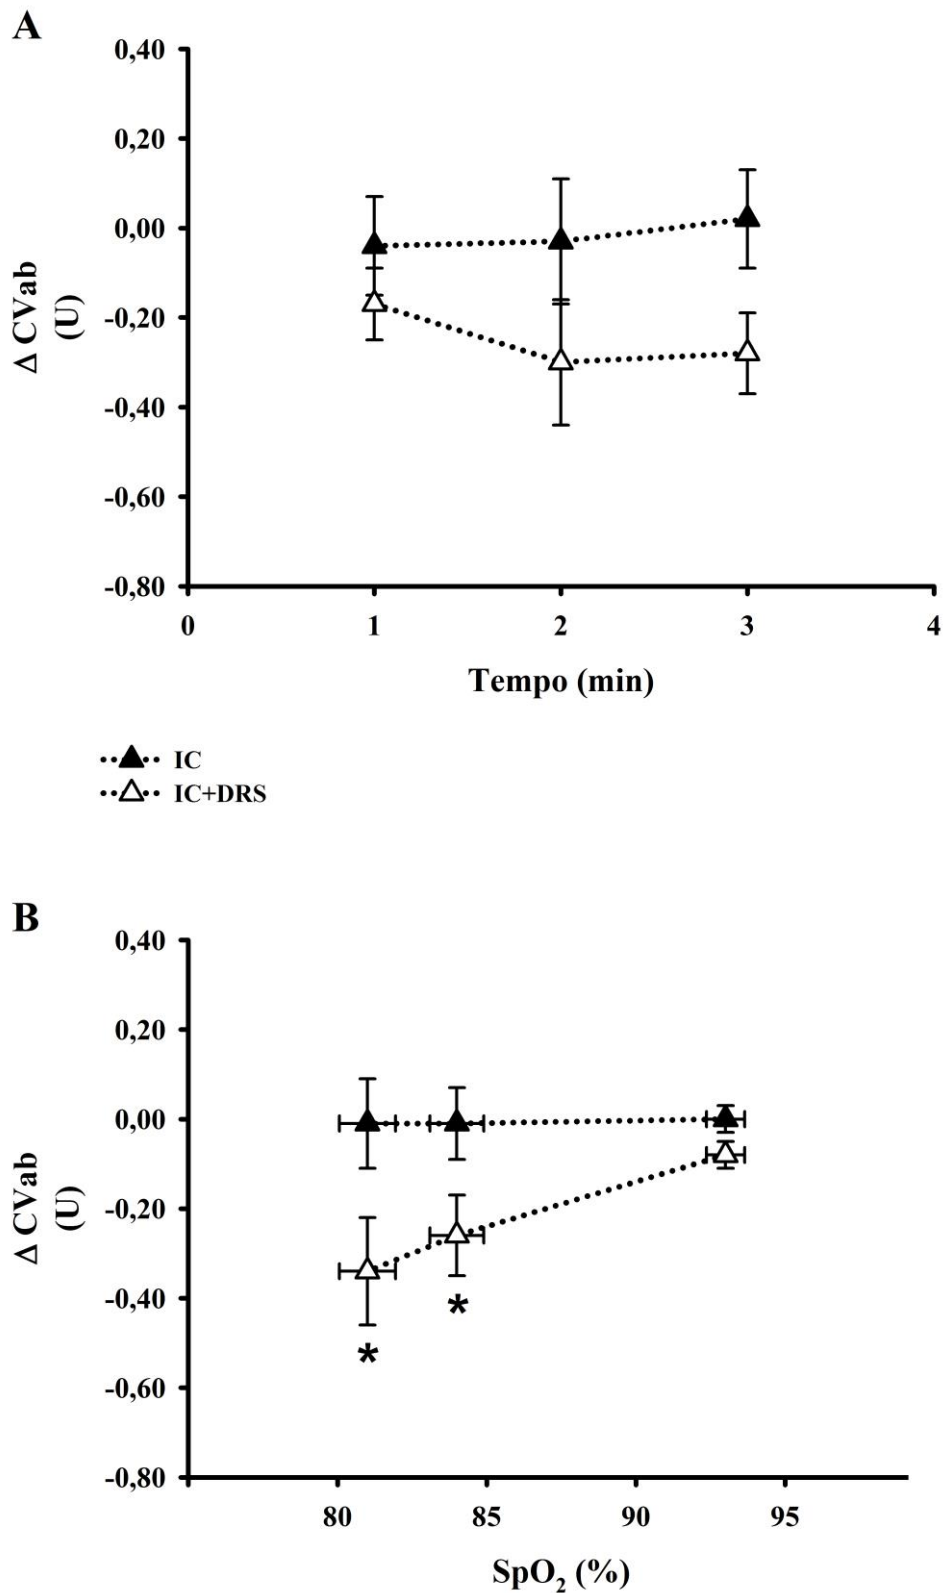 A
0,40
0,20
0,00
-0,20
-0,40
-0,60
-0,80
Δ CVab
(U)
0 1 2 3 4
Tempo (min)
IC
IC+DRS
B
0,40
0,20
0,00
-0,20
-0,40
-0,60
-0,80
Δ CVab
(U)
*
*
80 85 90 95
SpO₂ (%)